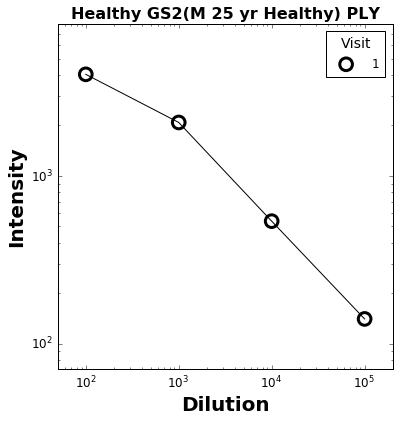 Healthy GS2(M 25 yr Healthy) PLY
Visit
1
10³
10²
Intensity
10² 10³ 10⁴ 10⁵
Dilution